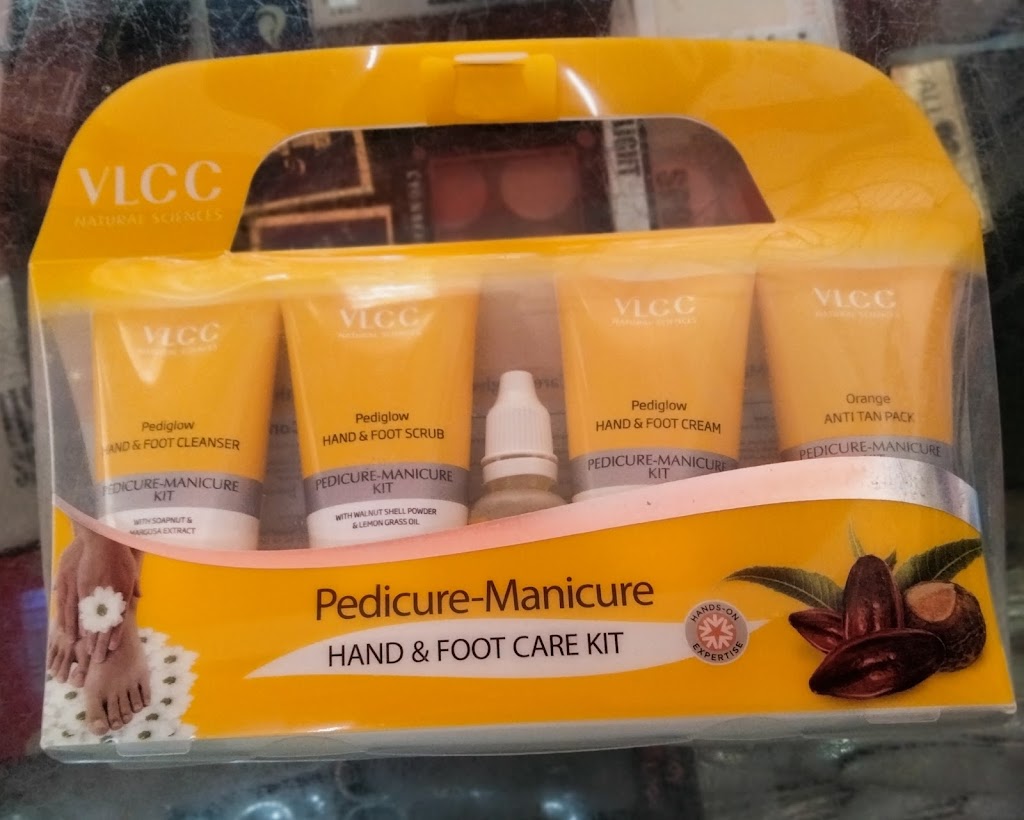 VLCC
NATURAL SCIENCES
VLCC
NATURAL SCIENCES
Pediglow
HAND & FOOT CLEANSER
PEDICURE-MANICURE
KIT
WITH SOAPNUT &
MARGOSA EXTRACT
VLCC
NATURAL SCIENCES
Pediglow
HAND & FOOT SCRUB
PEDICURE-MANICURE
KIT
WITH WALNUT SHELL POWDER
& LEMON GRASS OIL
VLCC
NATURAL SCIENCES
Pediglow
HAND & FOOT CREAM
PEDICURE-MANICURE
KIT
VLCC
NATURAL SCIENCES
Orange
ANTI TAN PACK
PEDICURE-MANICURE
Pedicure-Manicure
HAND & FOOT CARE KIT
HANDS-ON
EXPERTISE